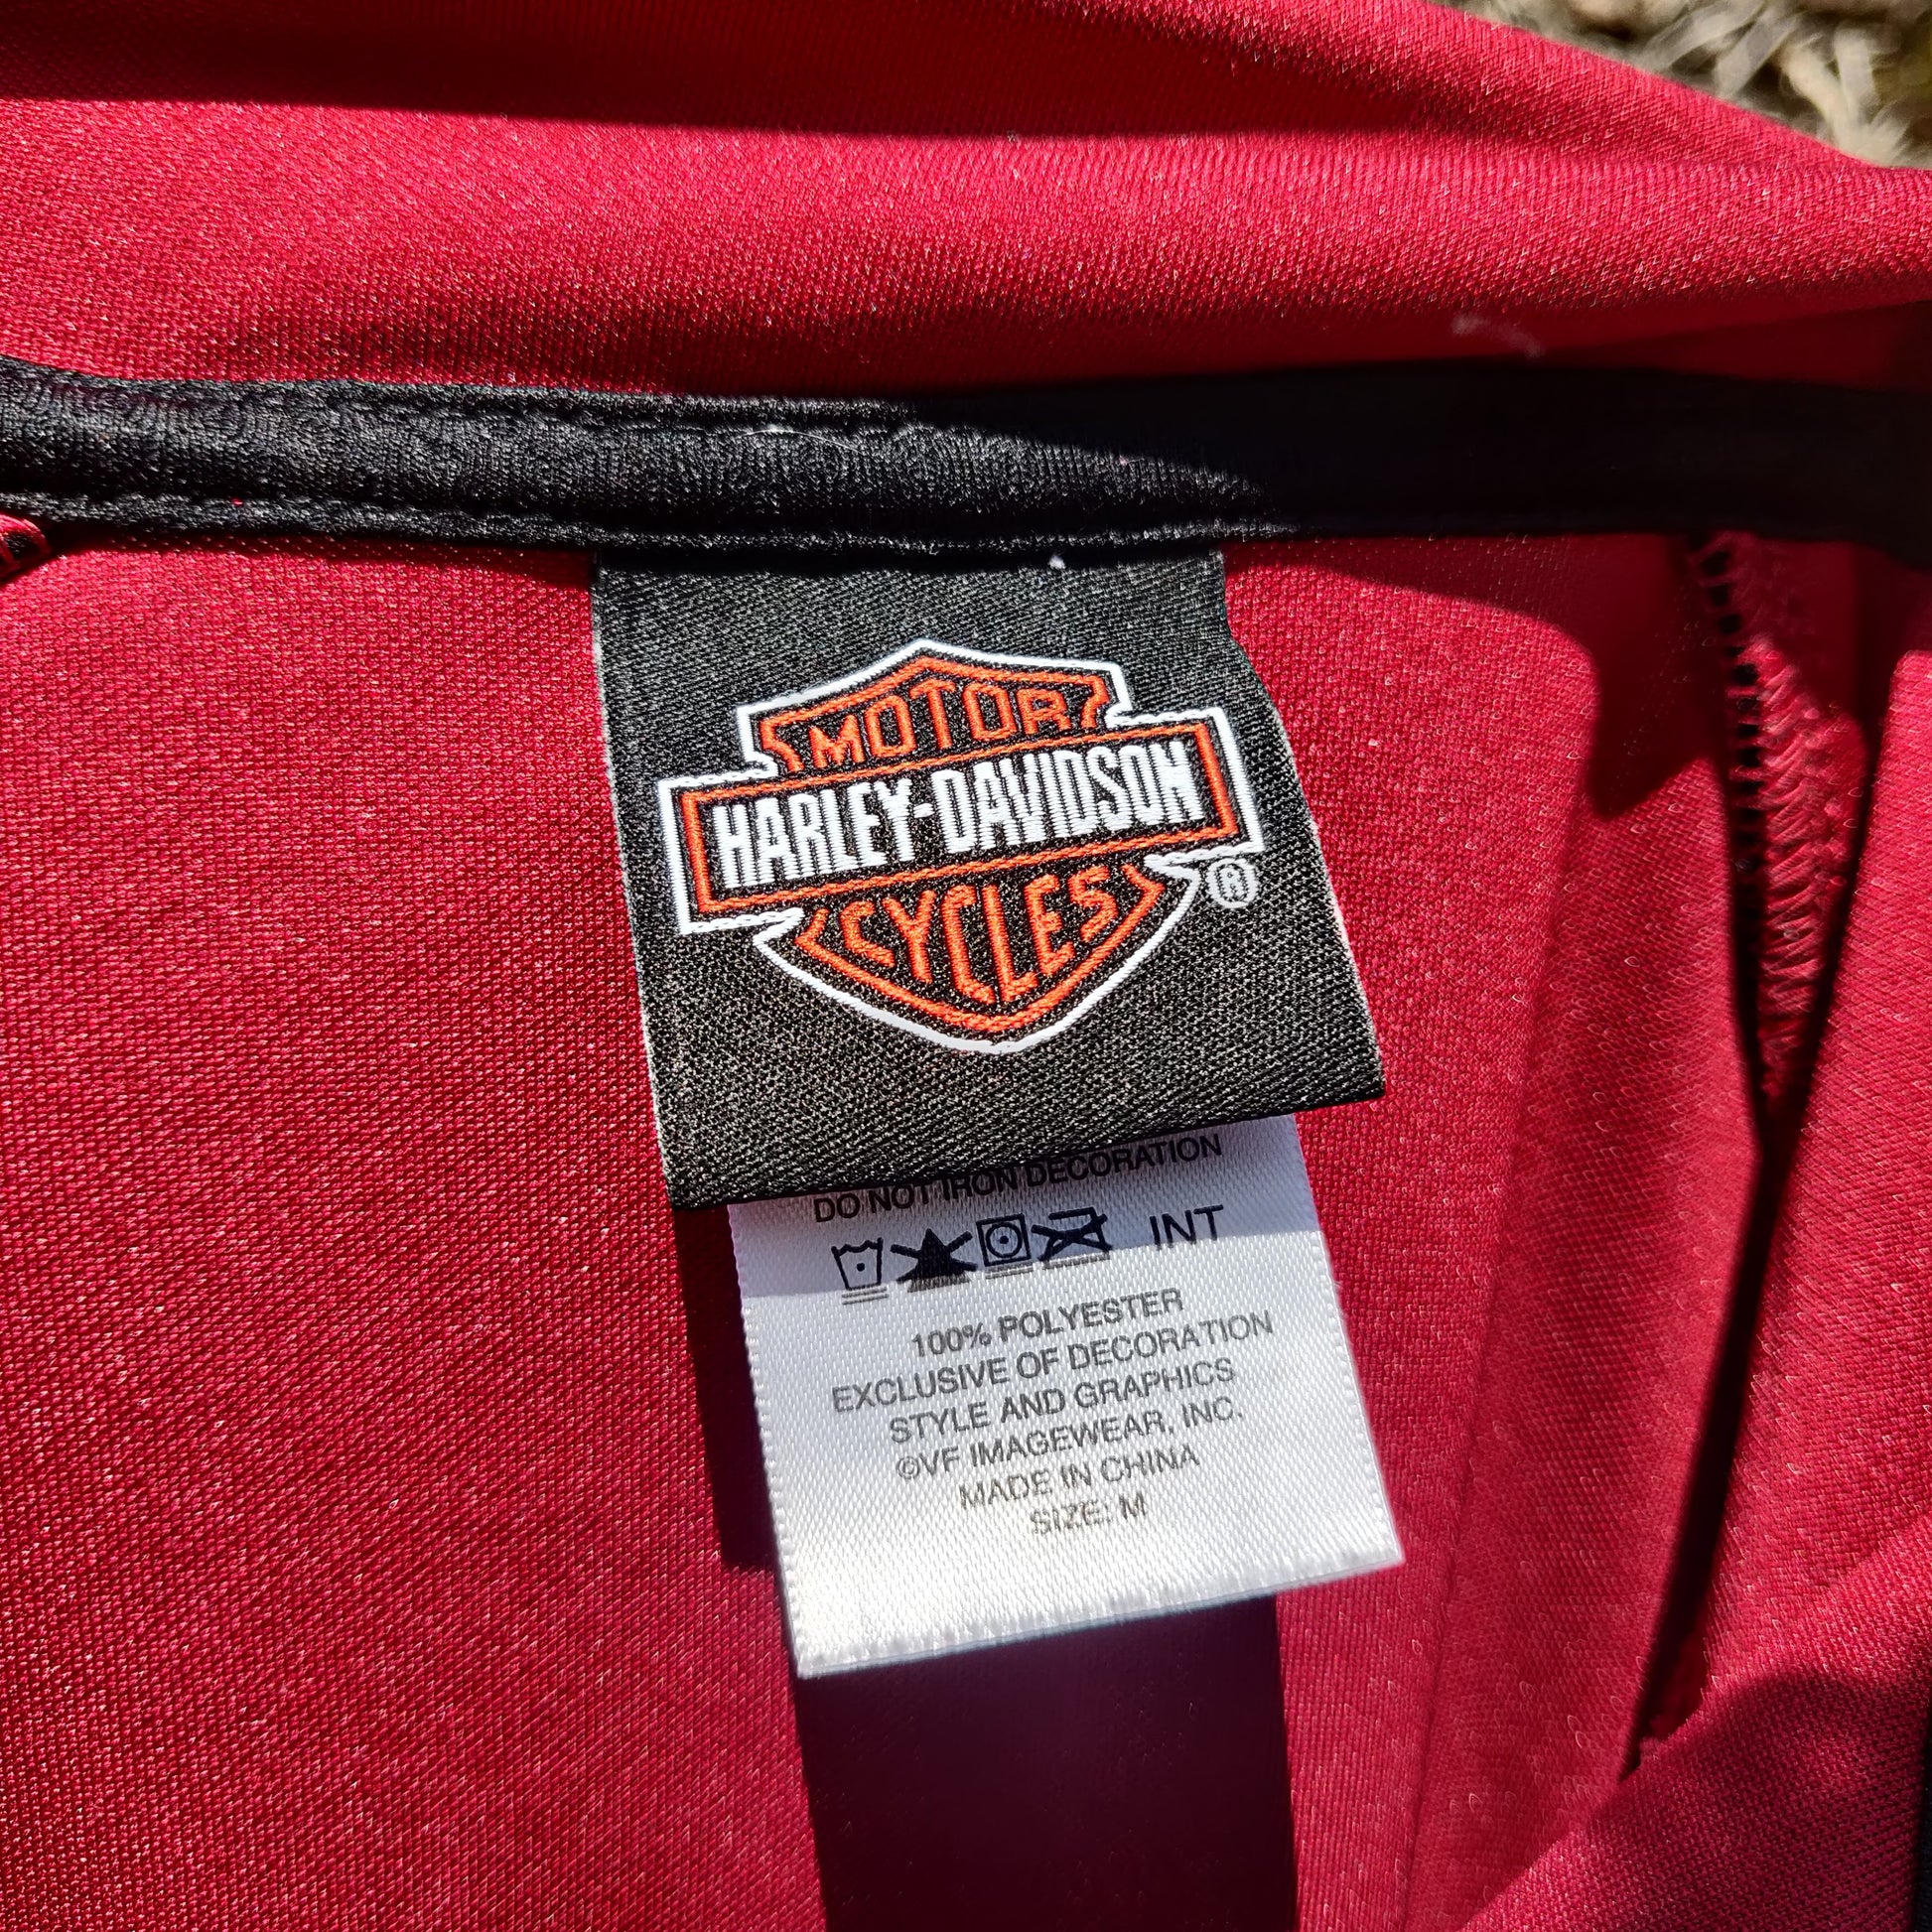 MOTOR
HARLEY-DAVIDSON
CYCLES
®
DO NOT IRON DECORATION
INT
100% POLYESTER
EXCLUSIVE OF DECORATION
STYLE AND GRAPHICS
©VF IMAGEWEAR, INC.
MADE IN CHINA
SIZE: M